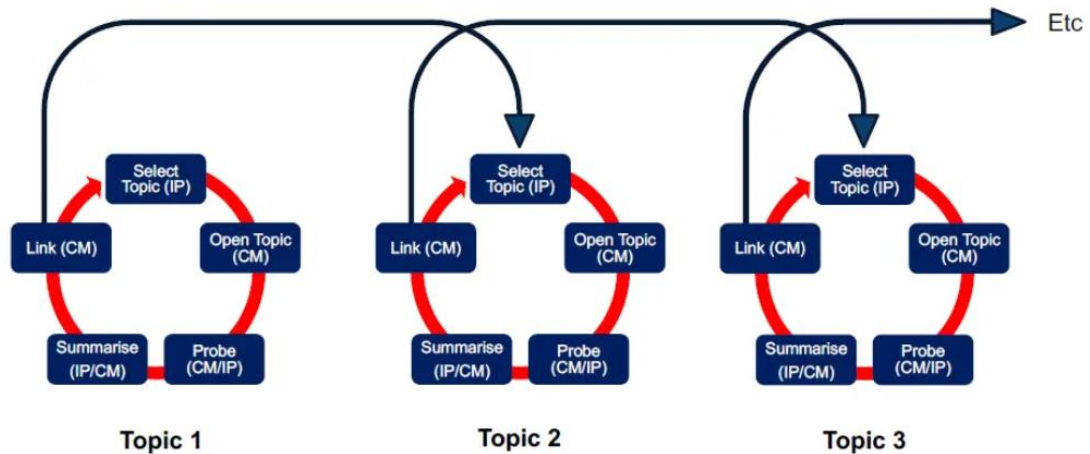 Etc
Select
Topic (IP)
Open Topic
(CM)
Probe
(CM/IP)
Summarise
(IP/CM)
Link (CM)
Topic 1
Select
Topic (IP)
Open Topic
(CM)
Probe
(CM/IP)
Summarise
(IP/CM)
Link (CM)
Topic 2
Select
Topic (IP)
Open Topic
(CM)
Probe
(CM/IP)
Summarise
(IP/CM)
Link (CM)
Topic 3